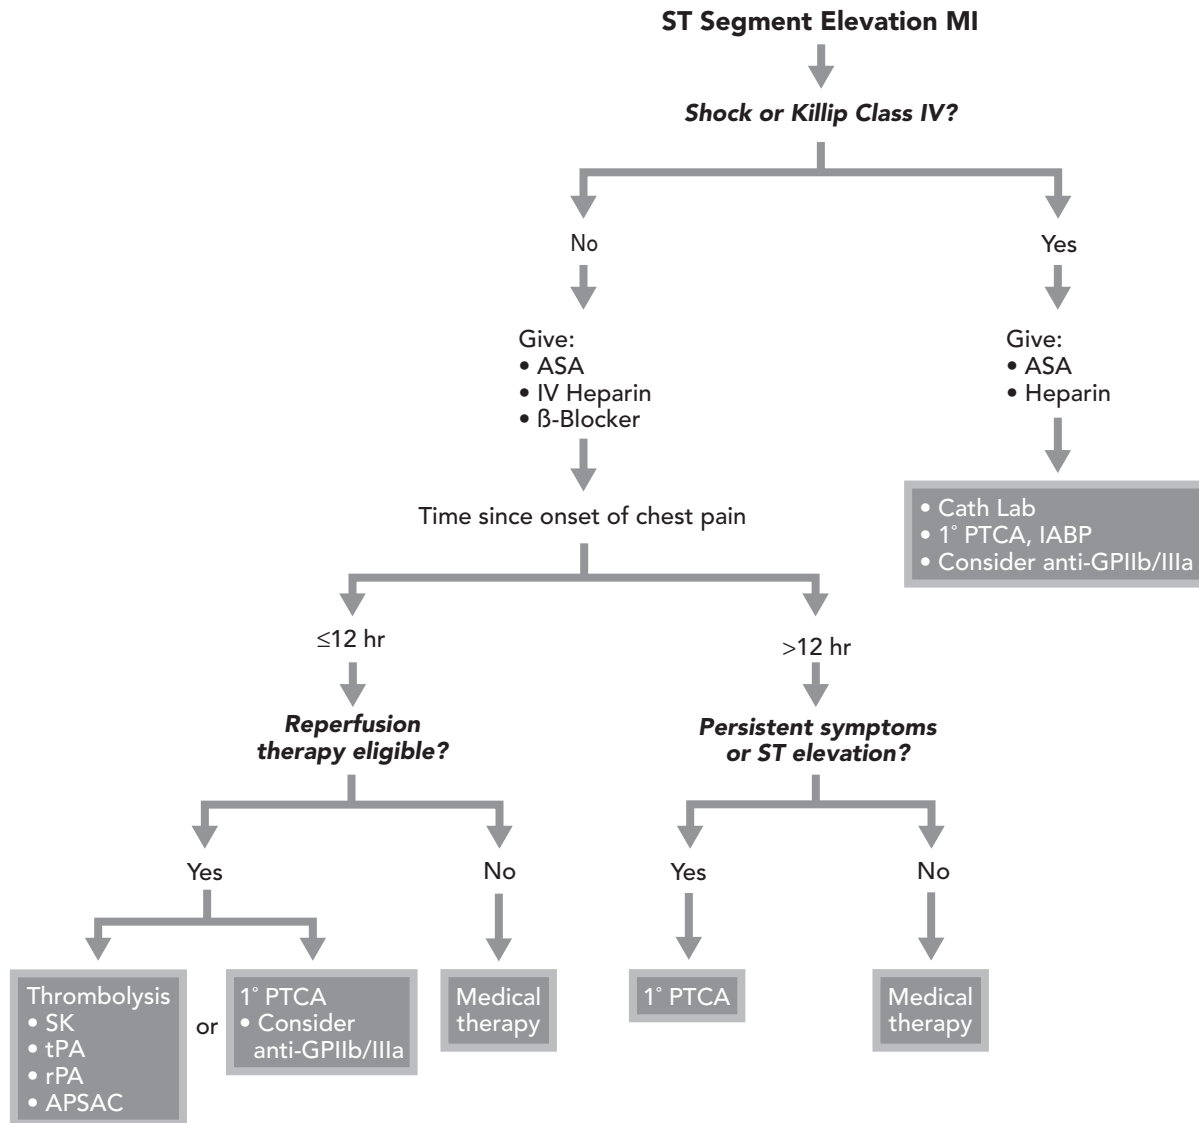 ST Segment Elevation MI
Shock or Killip Class IV?
No
Yes
Give:
• ASA
• IV Heparin
• ß-Blocker
Give:
• ASA
• Heparin
• Cath Lab
• 1° PTCA, IABP
• Consider anti-GPIIb/IIIa
Time since onset of chest pain
≤12 hr
>12 hr
Reperfusion
therapy eligible?
Persistent symptoms
or ST elevation?
Yes
No
Yes
No
Thrombolysis
• SK
• tPA
• rPA
• APSAC
or
1° PTCA
• Consider
anti-GPIIb/IIIa
Medical
therapy
1° PTCA
Medical
therapy